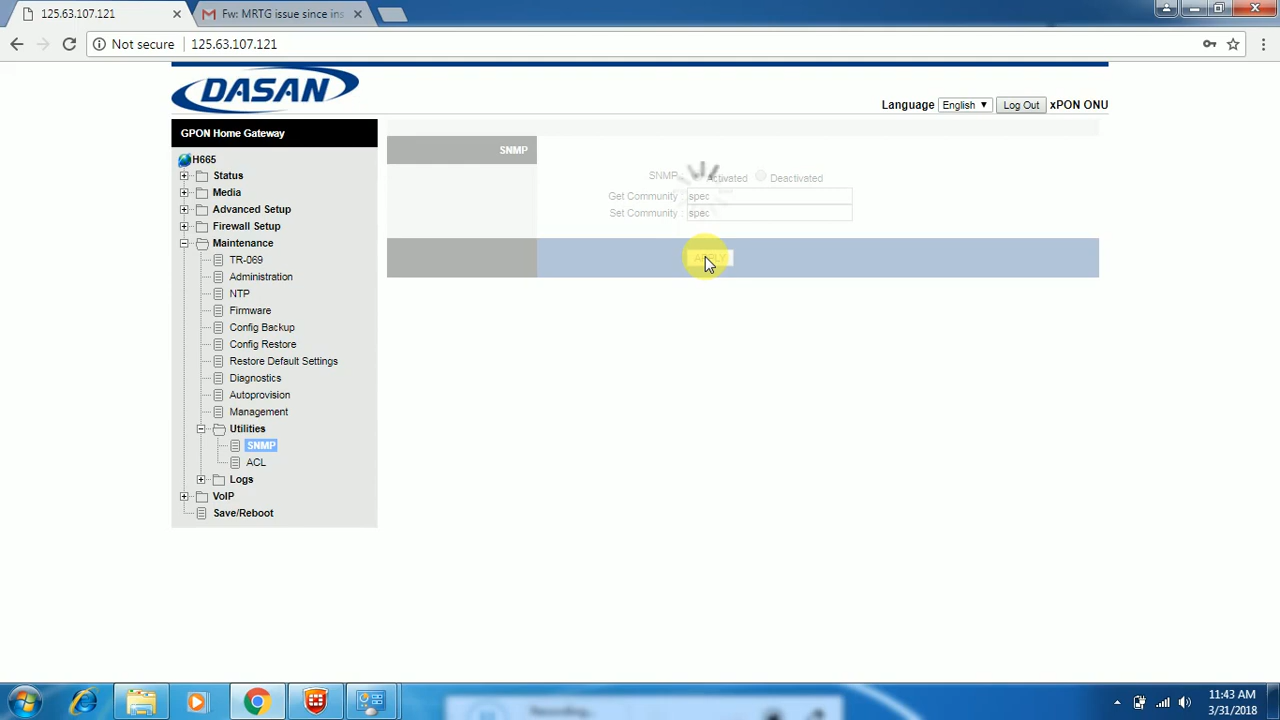 125.63.107.121
Fw: MRTG issue since ins
Not secure
125.63.107.121
DASAN
Language English Log Out xPON ONU
GPON Home Gateway
H665
Status
Media
Advanced Setup
Firewall Setup
Maintenance
TR-069
Administration
NTP
Firmware
Config Backup
Config Restore
Restore Default Settings
Diagnostics
Autoprovision
Management
Utilities
SNMP
ACL
Logs
VoIP
Save/Reboot
SNMP
SNMP : Activated Deactivated
Get Community : spec
Set Community : spec
APPLY
Recording...
11:43 AM
3/31/2018